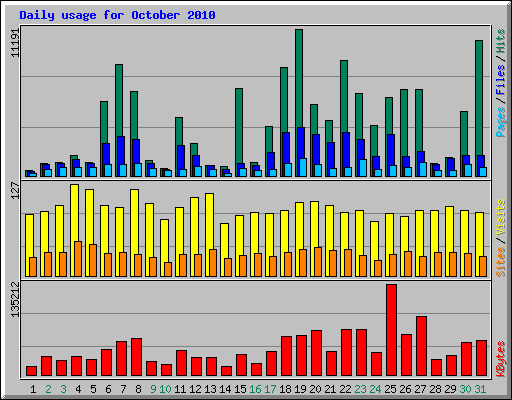 Daily usage for October 2010
11191
Pages / Files / Hits
127
Sites / Visits
135212
KBytes
1 2 3 4 5 6 7 8 9 10 11 12 13 14 15 16 17 18 19 20 21 22 23 24 25 26 27 28 29 30 31